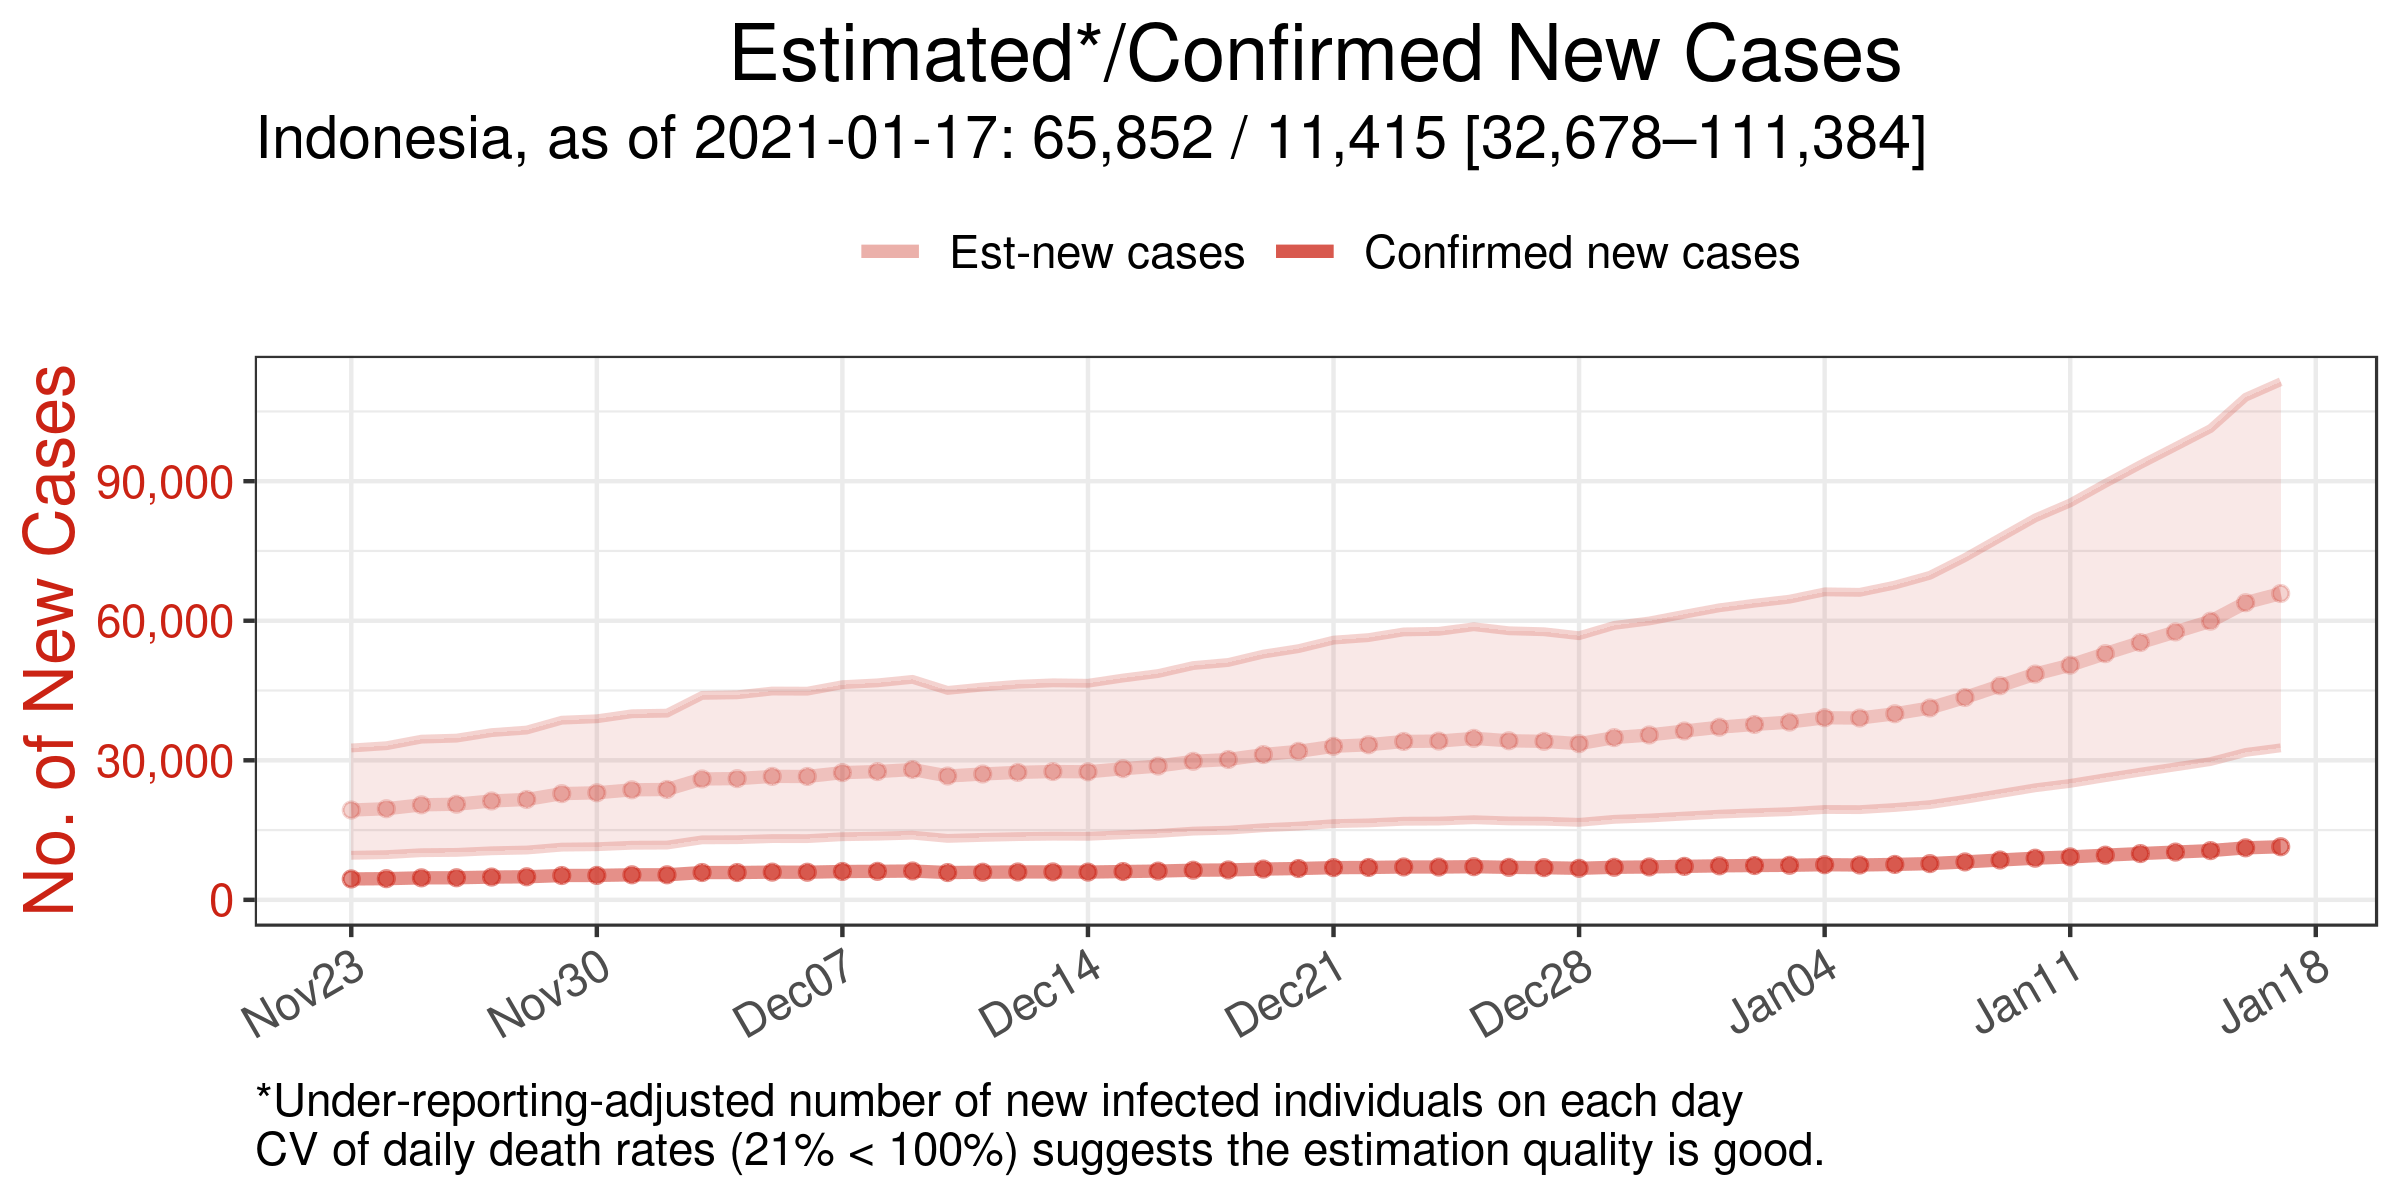 Estimated*/Confirmed New Cases
Indonesia, as of 2021-01-17: 65,852 / 11,415 [32,678–111,384]
Est-new cases
Confirmed new cases
No. of New Cases
90,000
60,000
30,000
0
Nov23
Nov30
Dec07
Dec14
Dec21
Dec28
Jan04
Jan11
Jan18
*Under-reporting-adjusted number of new infected individuals on each day
CV of daily death rates (21% < 100%) suggests the estimation quality is good.